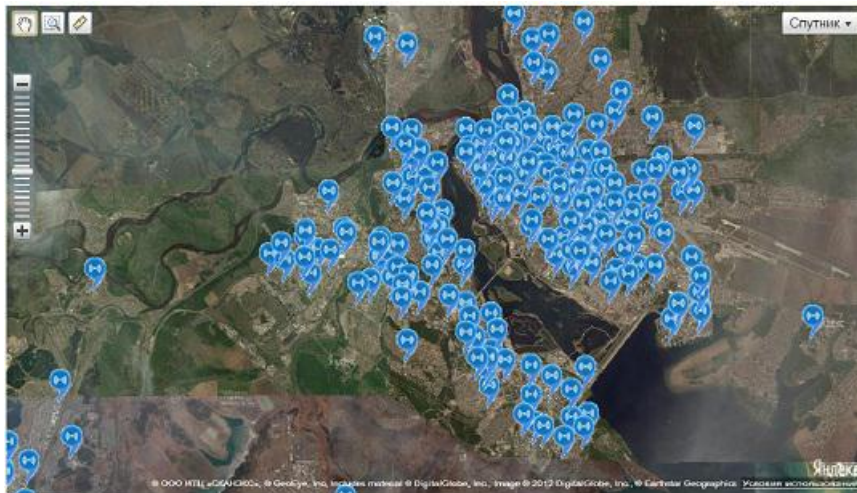 Спутник
Яндекс
© ООО ИТЦ «СКАНЭКС», © GeoEye, Inc, Includes material © DigitalGlobe, Inc., Image © 2012 DigitalGlobe, Inc., © Earthstar Geographics Условия использования